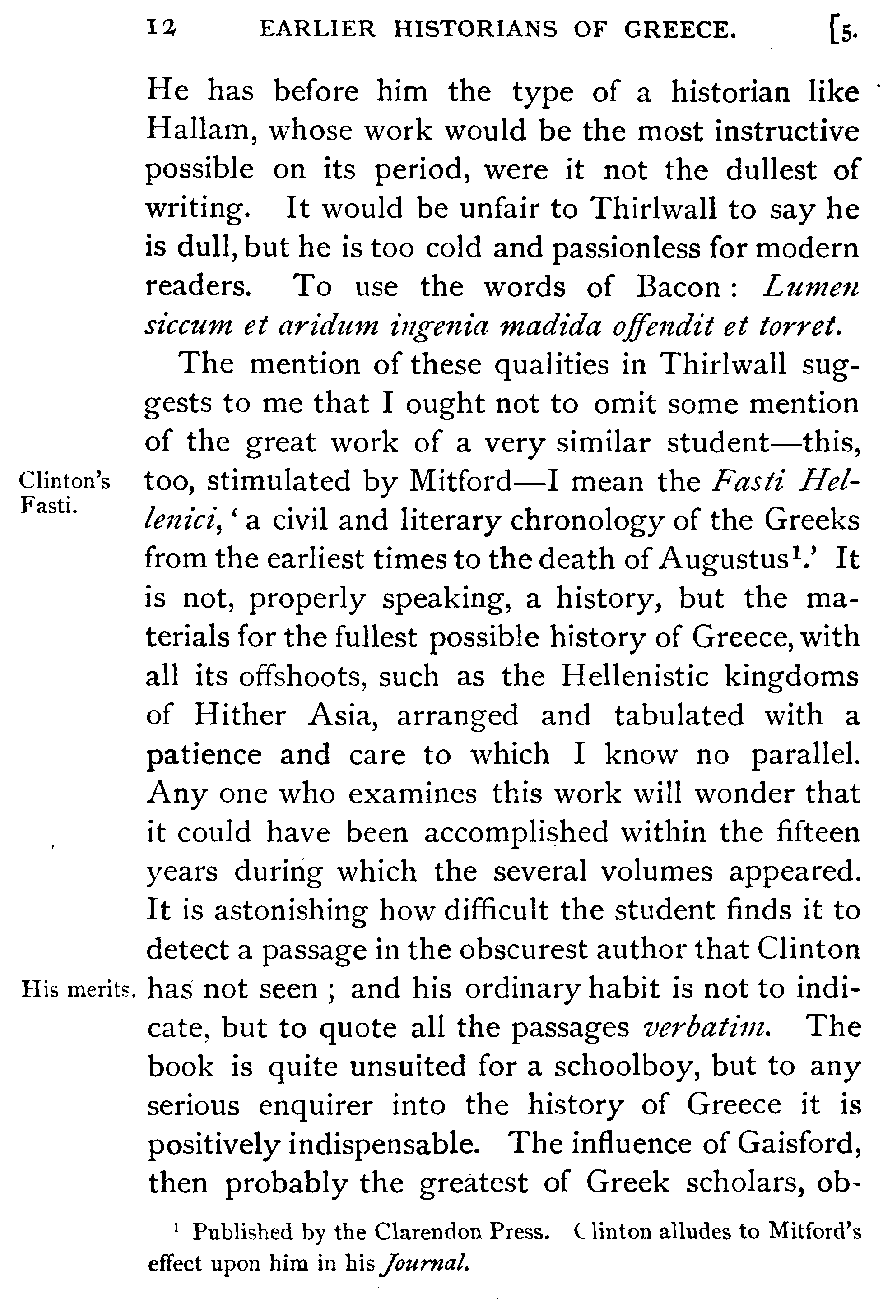 12 EARLIER HISTORIANS OF GREECE. [5.
He has before him the type of a historian like
Hallam, whose work would be the most instructive
possible on its period, were it not the dullest of
writing. It would be unfair to Thirlwall to say he
is dull, but he is too cold and passionless for modern
readers. To use the words of Bacon : Lumen
siccum et aridum ingenia madida offendit et torret.
The mention of these qualities in Thirlwall sug-
gests to me that I ought not to omit some mention
of the great work of a very similar student—this,
Clinton's
Fasti.
too, stimulated by Mitford—I mean the Fasti Hel-
lenici, ‘ a civil and literary chronology of the Greeks
from the earliest times to the death of Augustus¹.’ It
is not, properly speaking, a history, but the ma-
terials for the fullest possible history of Greece, with
all its offshoots, such as the Hellenistic kingdoms
of Hither Asia, arranged and tabulated with a
patience and care to which I know no parallel.
Any one who examines this work will wonder that
it could have been accomplished within the fifteen
years during which the several volumes appeared.
It is astonishing how difficult the student finds it to
detect a passage in the obscurest author that Clinton
His merits.
has not seen ; and his ordinary habit is not to indi-
cate, but to quote all the passages verbatim. The
book is quite unsuited for a schoolboy, but to any
serious enquirer into the history of Greece it is
positively indispensable. The influence of Gaisford,
then probably the greatest of Greek scholars, ob-
¹ Published by the Clarendon Press. Clinton alludes to Mitford's
effect upon him in his Journal.